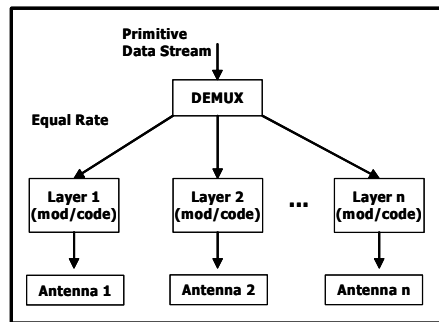 Primitive
Data Stream
DEMUX
Equal Rate
Layer 1
(mod/code)
Layer 2
(mod/code)
...
Layer n
(mod/code)
Antenna 1
Antenna 2
Antenna n